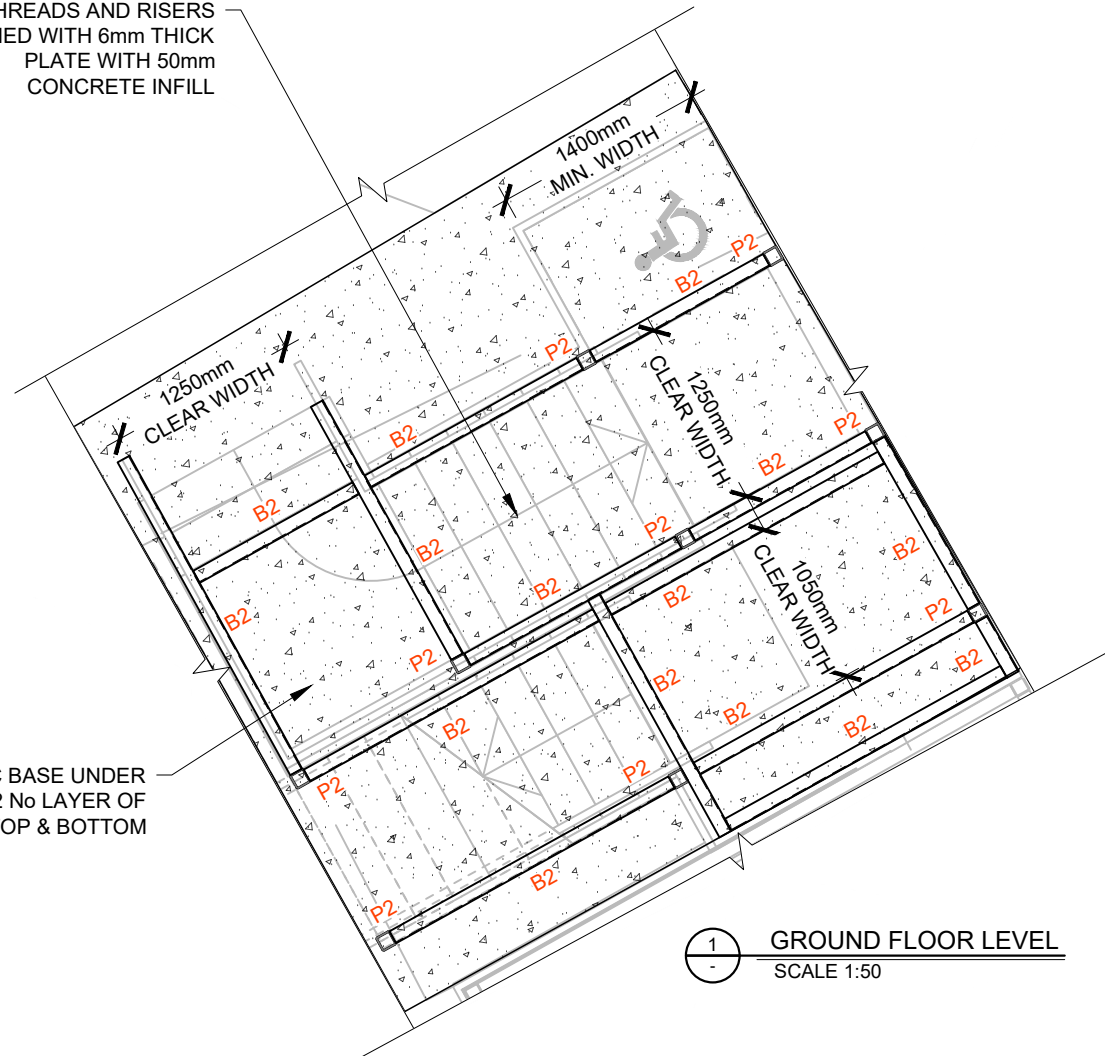 THREADS AND RISERS
NED WITH 6mm THICK
PLATE WITH 50mm
CONCRETE INFILL
1400mm
MIN. WIDTH
P2
B2
1250mm
CLEAR WIDTH
P2
B2
1250mm
CLEAR WIDTH
P2
B2
B2
P2
B2
B2
B2
1050mm
CLEAR WIDTH
B2
B2
P2
P2
B2
B2
B2
B2
B2
P2
P2
B2
P2
C BASE UNDER
2 No LAYER OF
OP & BOTTOM
1
-
GROUND FLOOR LEVEL
SCALE 1:50